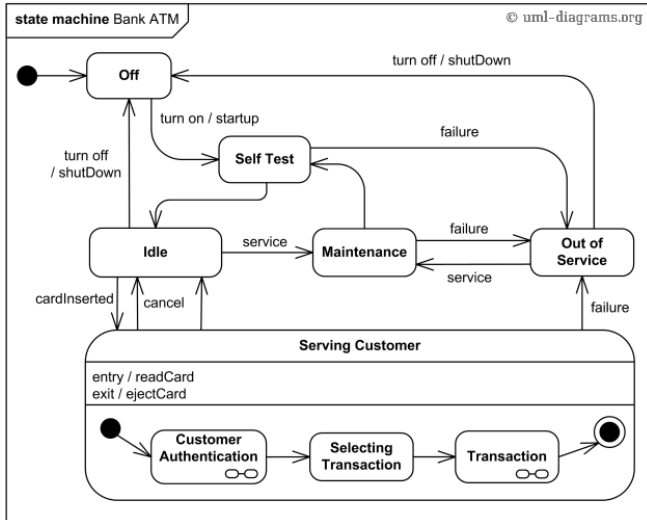 state machine Bank ATM
© uml-diagrams.org
Off
turn off / shutDown
turn on / startup
failure
Self Test
turn off
/ shutDown
failure
Idle
service
Maintenance
Out of
Service
service
cardInserted
cancel
failure
Serving Customer
entry / readCard
exit / ejectCard
Customer
Authentication
Selecting
Transaction
Transaction